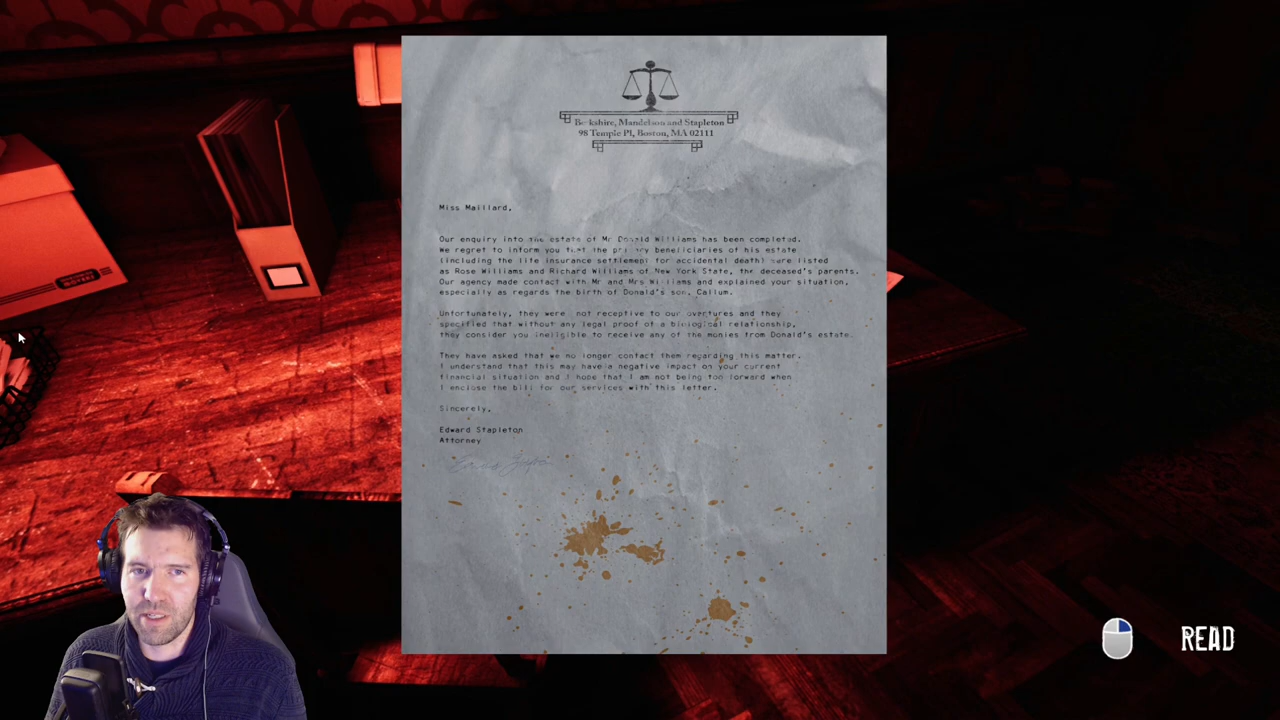 Berkshire, Mandelson and Stapleton
98 Temple Pl, Boston, MA 02111
Miss Maillard,
Our enquiry into the estate of Mr Donald Williams has been completed.
We regret to inform you that the primary beneficiaries of his estate
(including the life insurance settlement for accidental death) were listed
as Rose Williams and Richard Williams of New York State, the deceased's parents.
Our agency made contact with Mr and Mrs Williams and explained your situation,
especially as regards the birth of Donald's son, Callum.
Unfortunately, they were not receptive to our overtures and they
specified that without any legal proof of a biological relationship,
they consider you ineligible to receive any of the monies from Donald's estate.
They have asked that we no longer contact them regarding this matter.
I understand that this may have a negative impact on your current
financial situation and I hope that I am not being too forward when
I enclose the bill for our services with this letter.
Sincerely,
Edward Stapleton
Attorney
READ